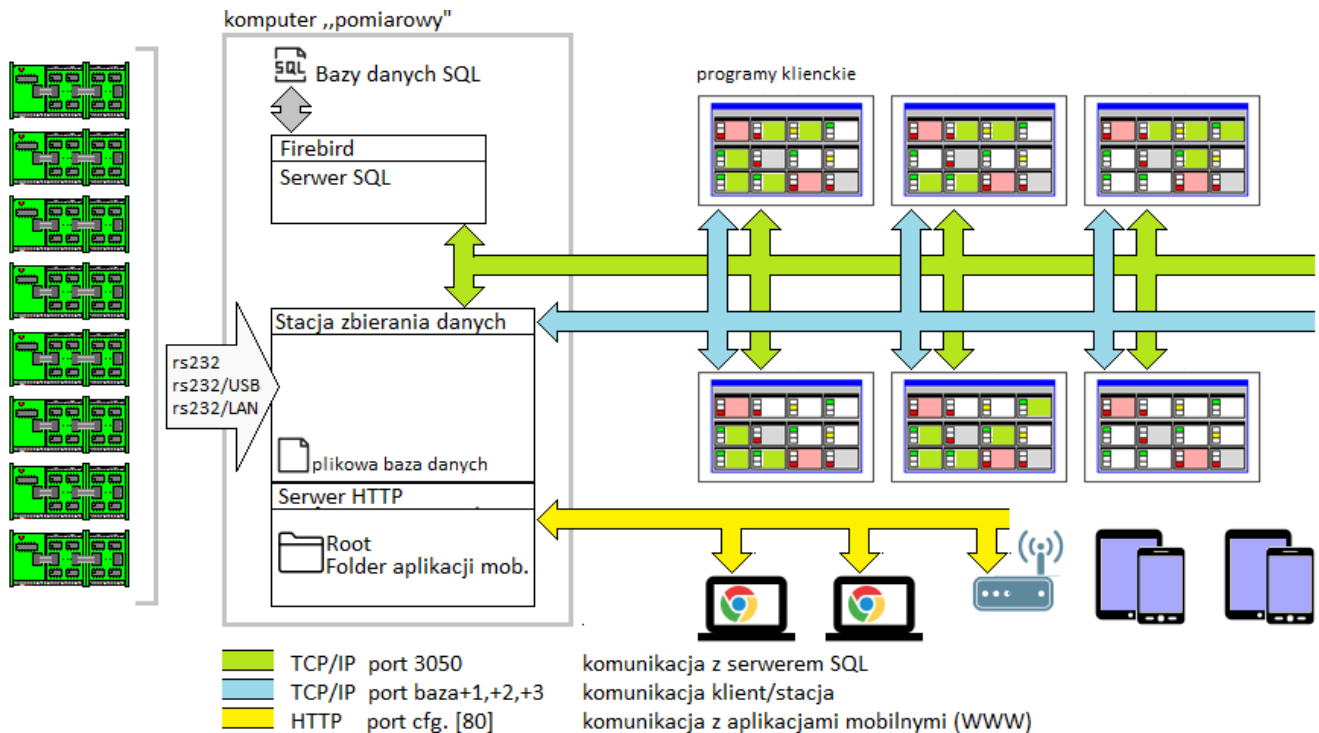 komputer ,,pomiarowy"
SQL
Bazy danych SQL
programy klienckie
Firebird
Serwer SQL
Stacja zbierania danych
rs232
rs232/USB
rs232/LAN
plikowa baza danych
Serwer HTTP
Root
Folder aplikacji mob.
TCP/IP port 3050 komunikacja z serwerem SQL
TCP/IP port baza+1,+2,+3 komunikacja klient/stacja
HTTP port cfg. [80] komunikacja z aplikacjami mobilnymi (WWW)